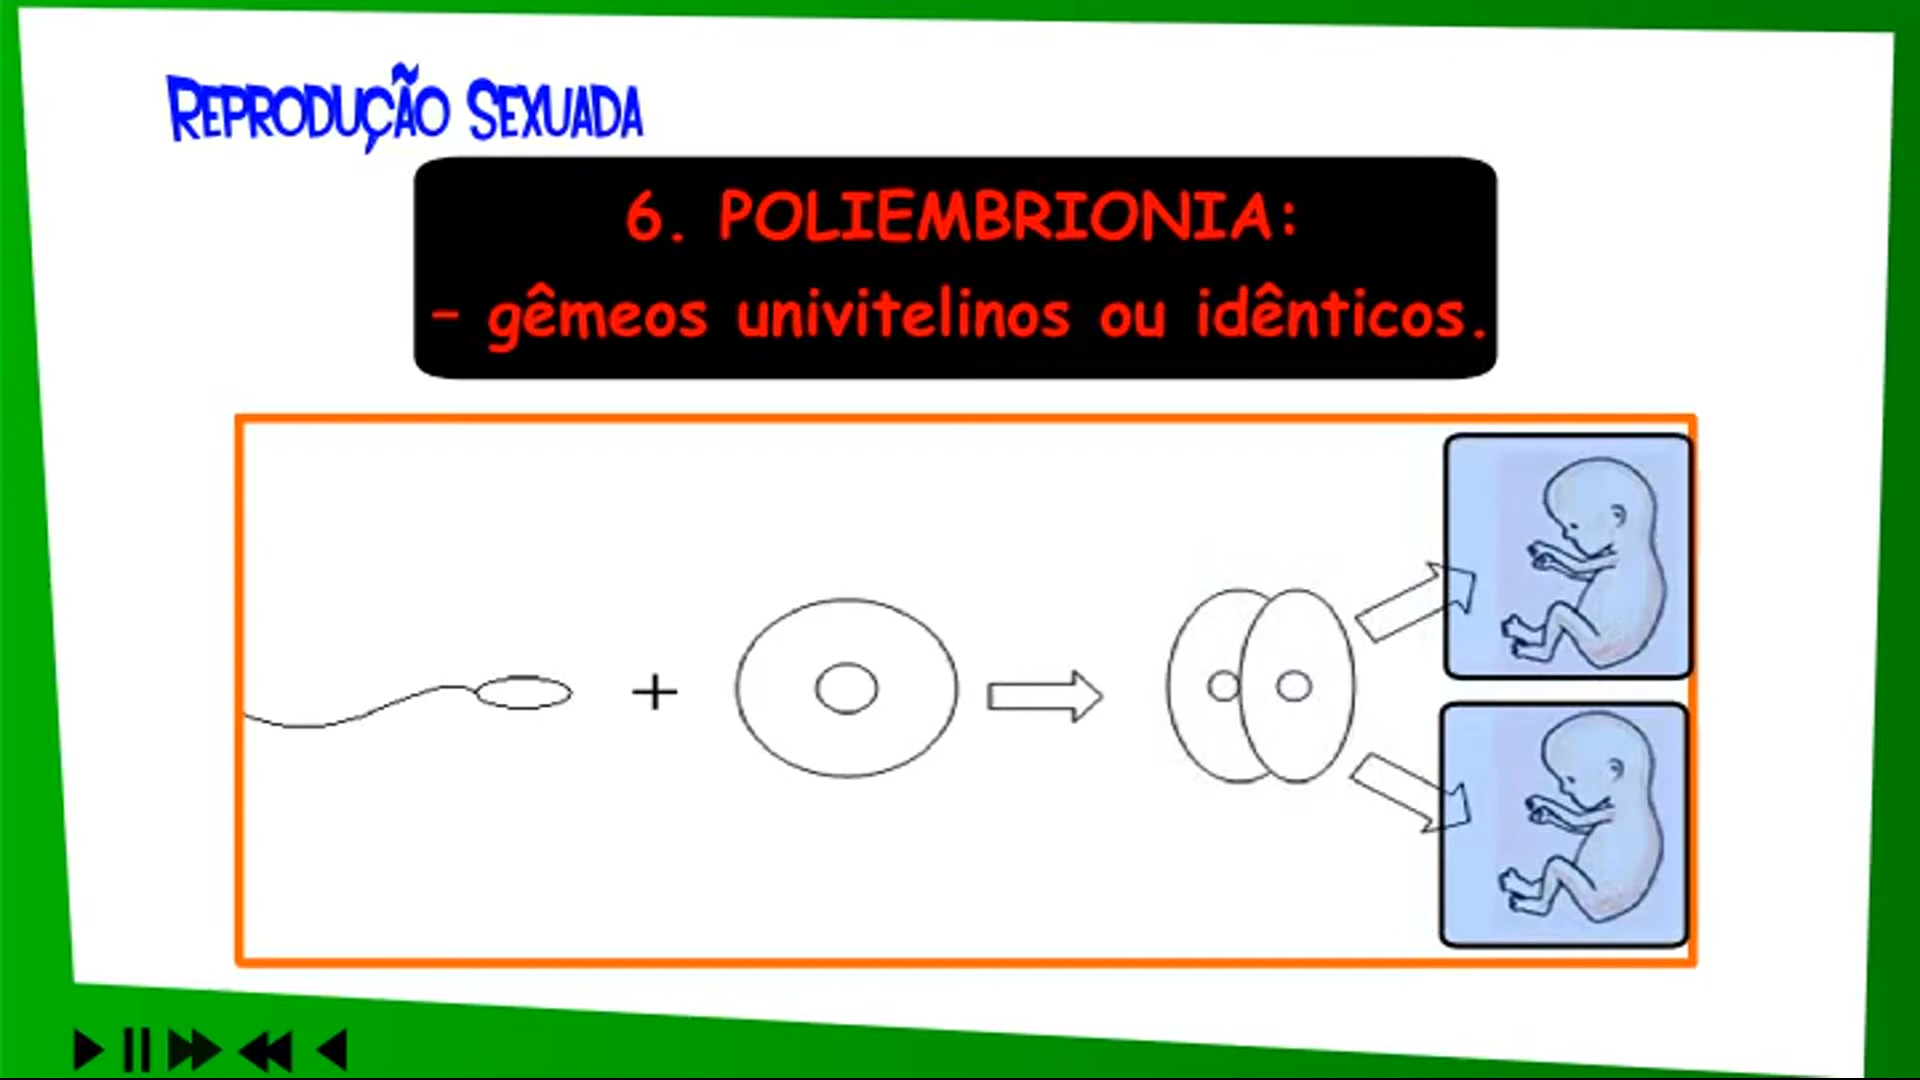 Reprodução Sexuada
6. POLIEMBRIONIA:
- gêmeos univitelinos ou idênticos.
+